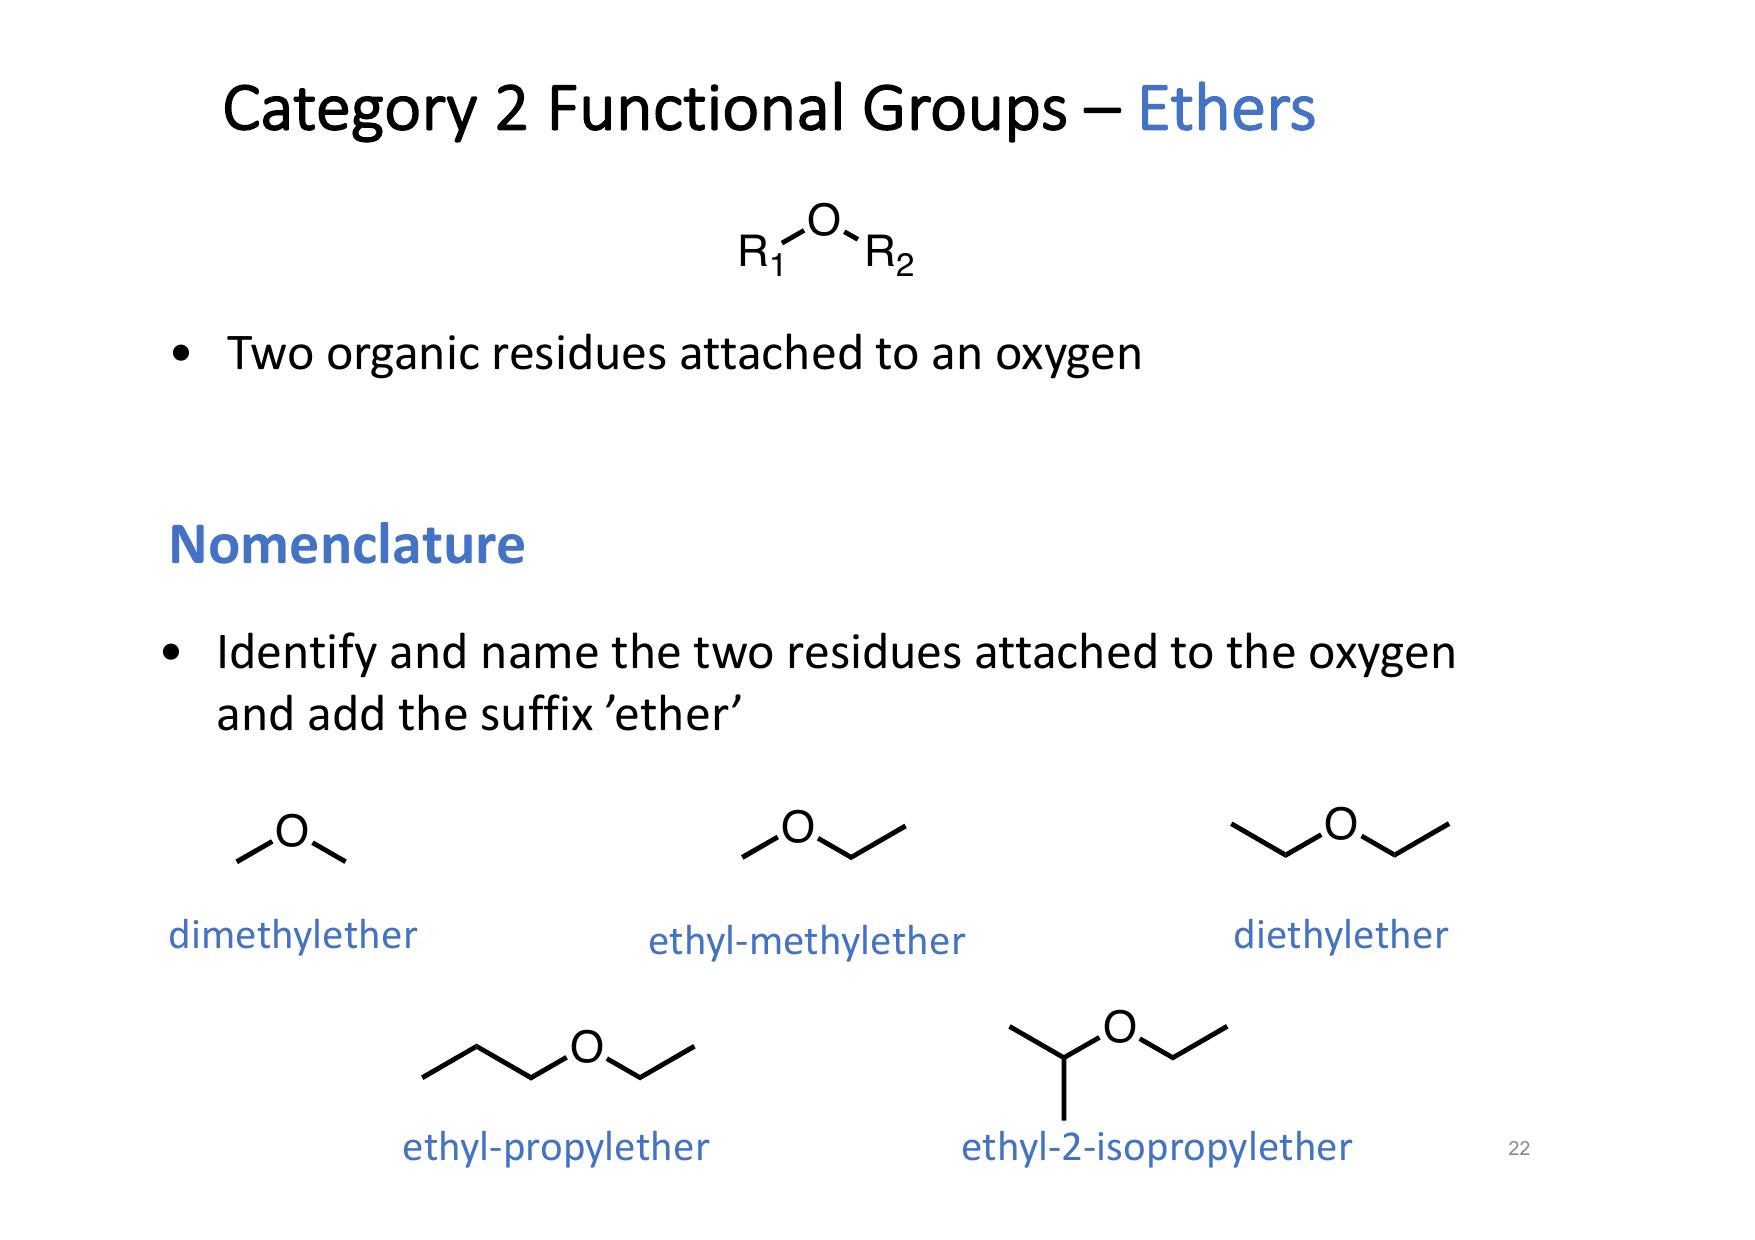 Category 2 Functional Groups – Ethers
O
R1 R2
• Two organic residues attached to an oxygen
Nomenclature
• Identify and name the two residues attached to the oxygen
and add the suffix ’ether’
O O O
dimethylether ethyl-methylether diethylether
O O
ethyl-propylether ethyl-2-isopropylether 22